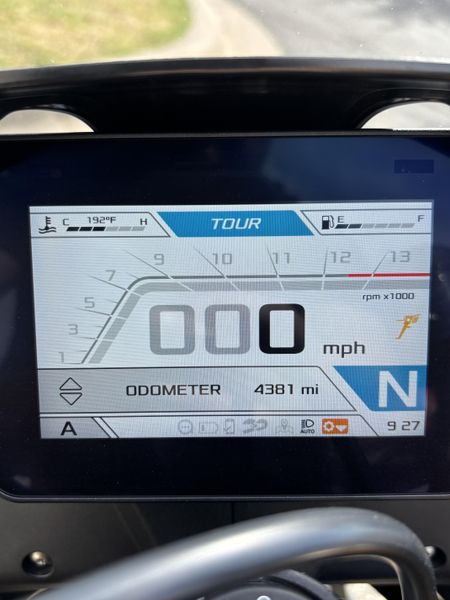 C 192°F H
TOUR
E F
1 3 5 7 9 10 11 12 13
rpm x1000
000 mph
ODOMETER 4381 mi
N
A
AUTO
9 27